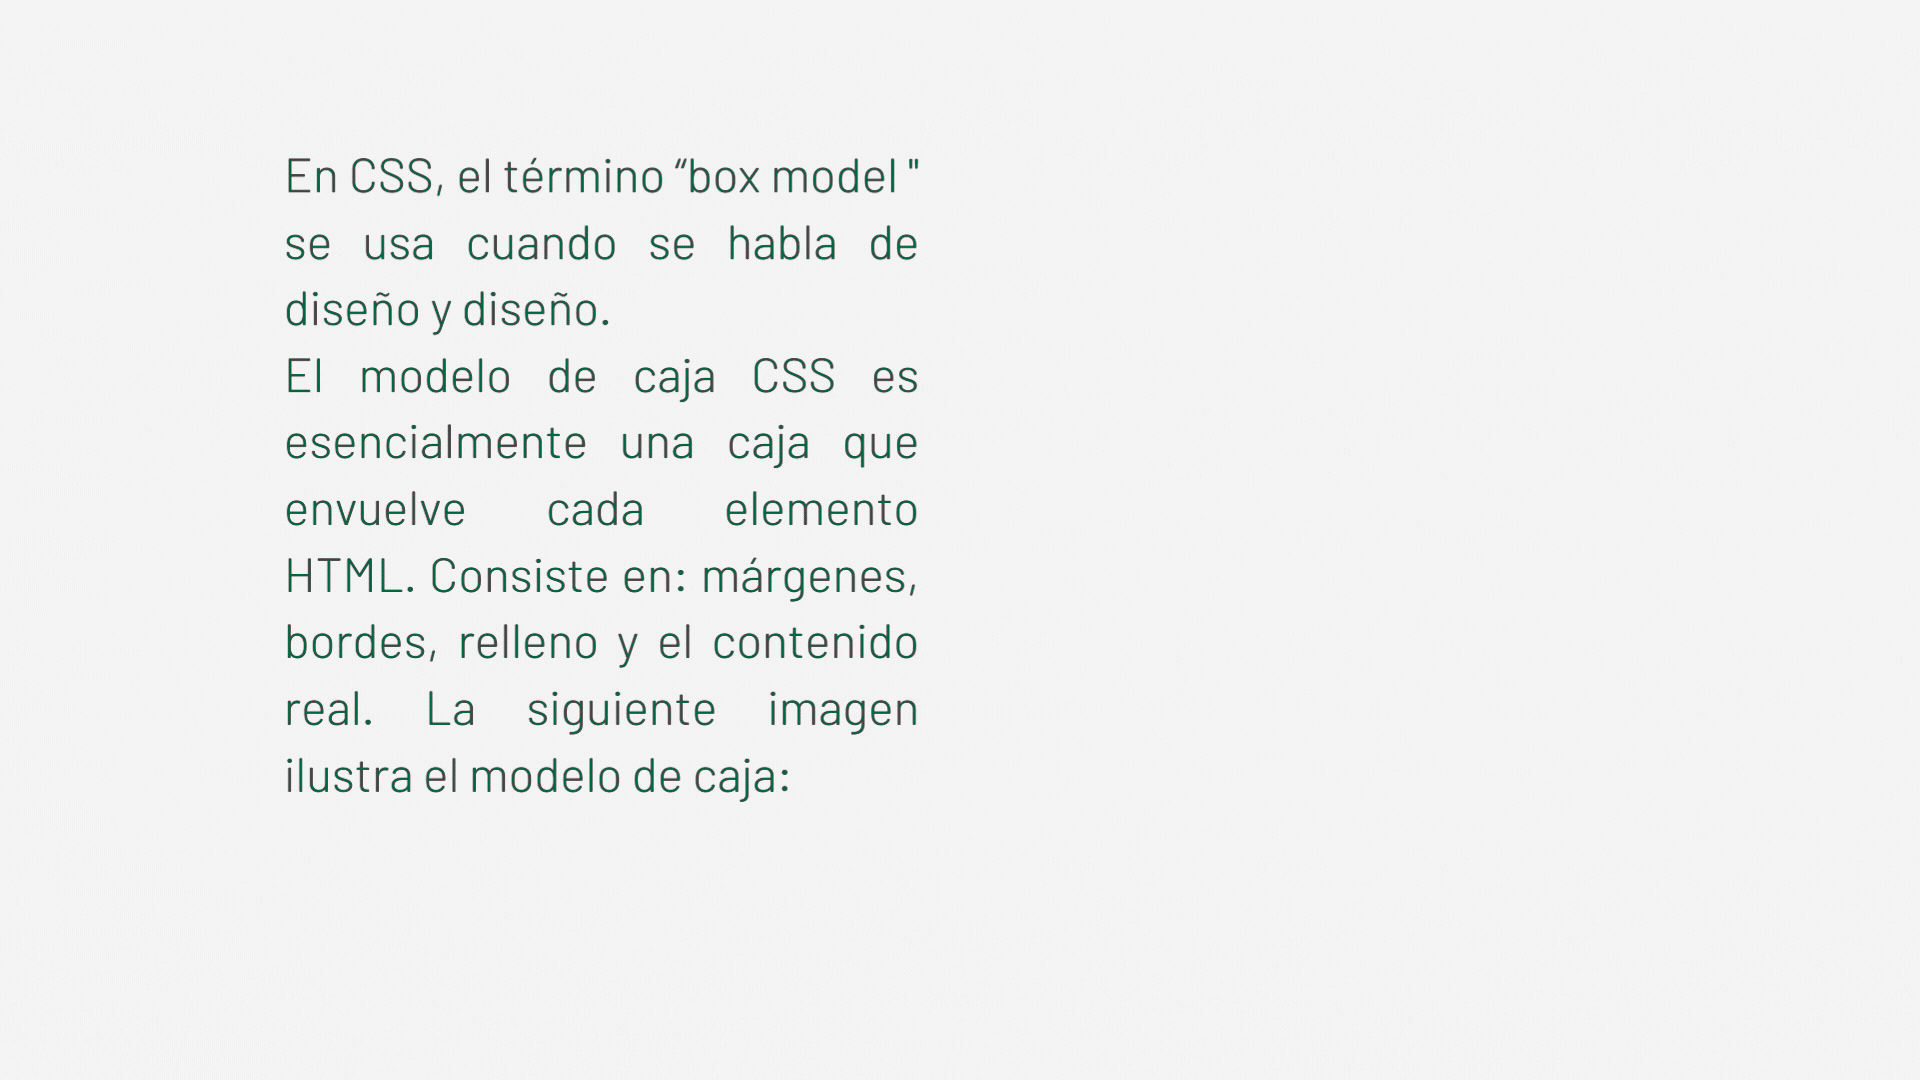 En CSS, el término “box model "
se usa cuando se habla de
diseño y diseño.
El modelo de caja CSS es
esencialmente una caja que
envuelve cada elemento
HTML. Consiste en: márgenes,
bordes, relleno y el contenido
real. La siguiente imagen
ilustra el modelo de caja: